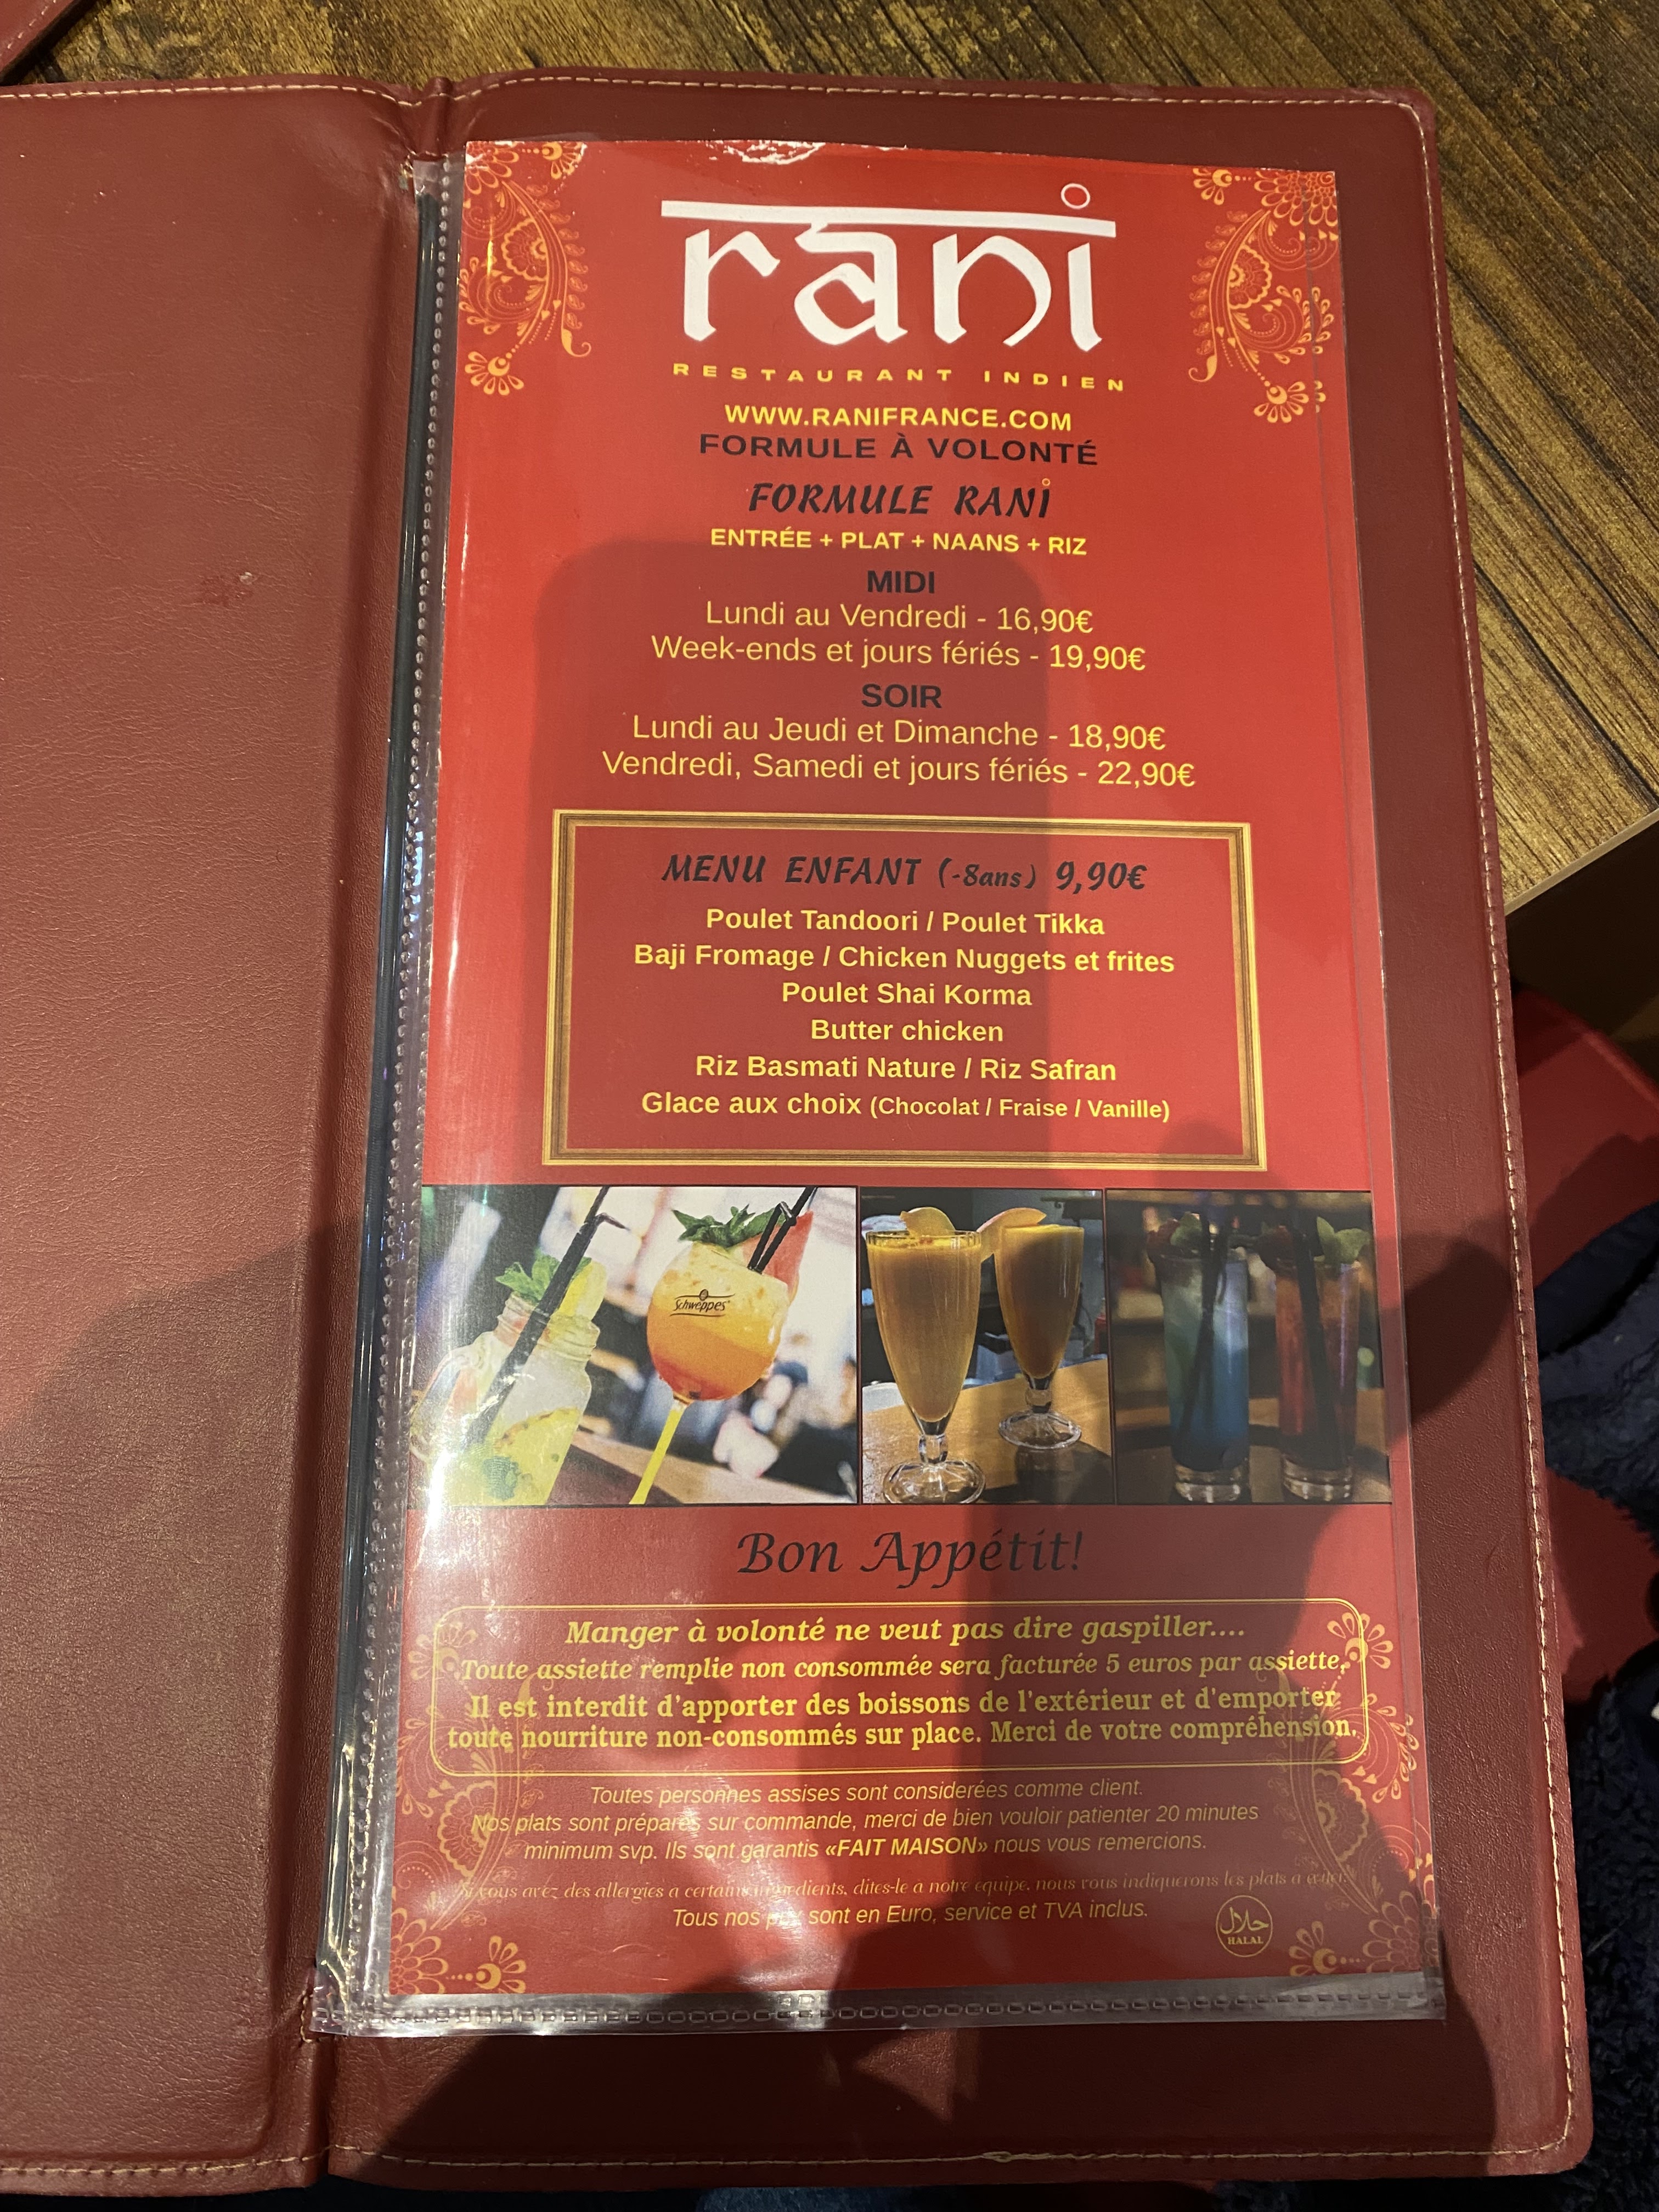 rani
RESTAURANT INDIEN
WWW.RANIFRANCE.COM
FORMULE À VOLONTÉ
FORMULE RANI
ENTRÉE + PLAT + NAANS + RIZ
MIDI
Lundi au Vendredi - 16,90€
Week-ends et jours fériés - 19,90€
SOIR
Lundi au Jeudi et Dimanche - 18,90€
Vendredi, Samedi et jours fériés - 22,90€
MENU ENFANT (-8ans) 9,90€
Poulet Tandoori / Poulet Tikka
Baji Fromage / Chicken Nuggets et frites
Poulet Shai Korma
Butter chicken
Riz Basmati Nature / Riz Safran
Glace aux choix (Chocolat / Fraise / Vanille)
Schweppes
Bon Appétit!
Manger à volonté ne veut pas dire gaspiller....
Toute assiette remplie non consommée sera facturée 5 euros par assiette.
Il est interdit d'apporter des boissons de l'extérieur et d'emporter
toute nourriture non-consommés sur place. Merci de votre compréhension.
Toutes personnes assises sont considerées comme client.
Nos plats sont préparés sur commande, merci de bien vouloir patienter 20 minutes
minimum svp. Ils sont garantis «FAIT MAISON» nous vous remercions.
vous avez des allergies a certains ingredients, dites-le a notre equipe, nous vous indiquerons les plats a eviter.
Tous nos prix sont en Euro, service et TVA inclus.
حلال
HALAL